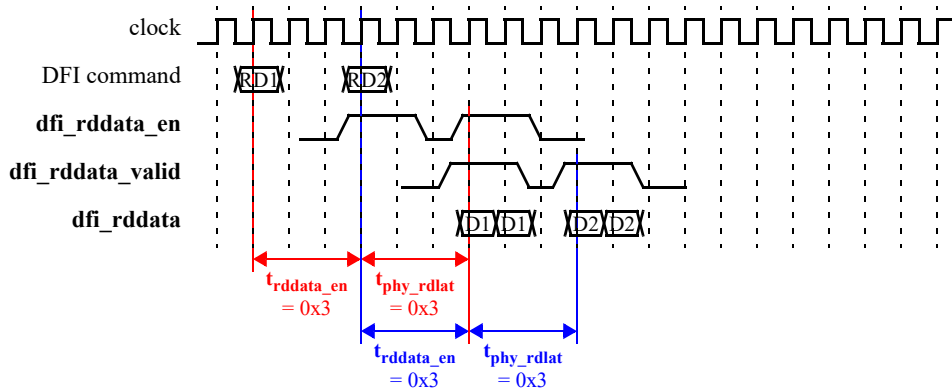 clock
DFI command RD1 RD2
dfi_rddata_en
dfi_rddata_valid
dfi_rddata D1 D1 D2 D2
trddata_en tphy_rdlat
= 0x3 = 0x3
trddata_en tphy_rdlat
= 0x3 = 0x3